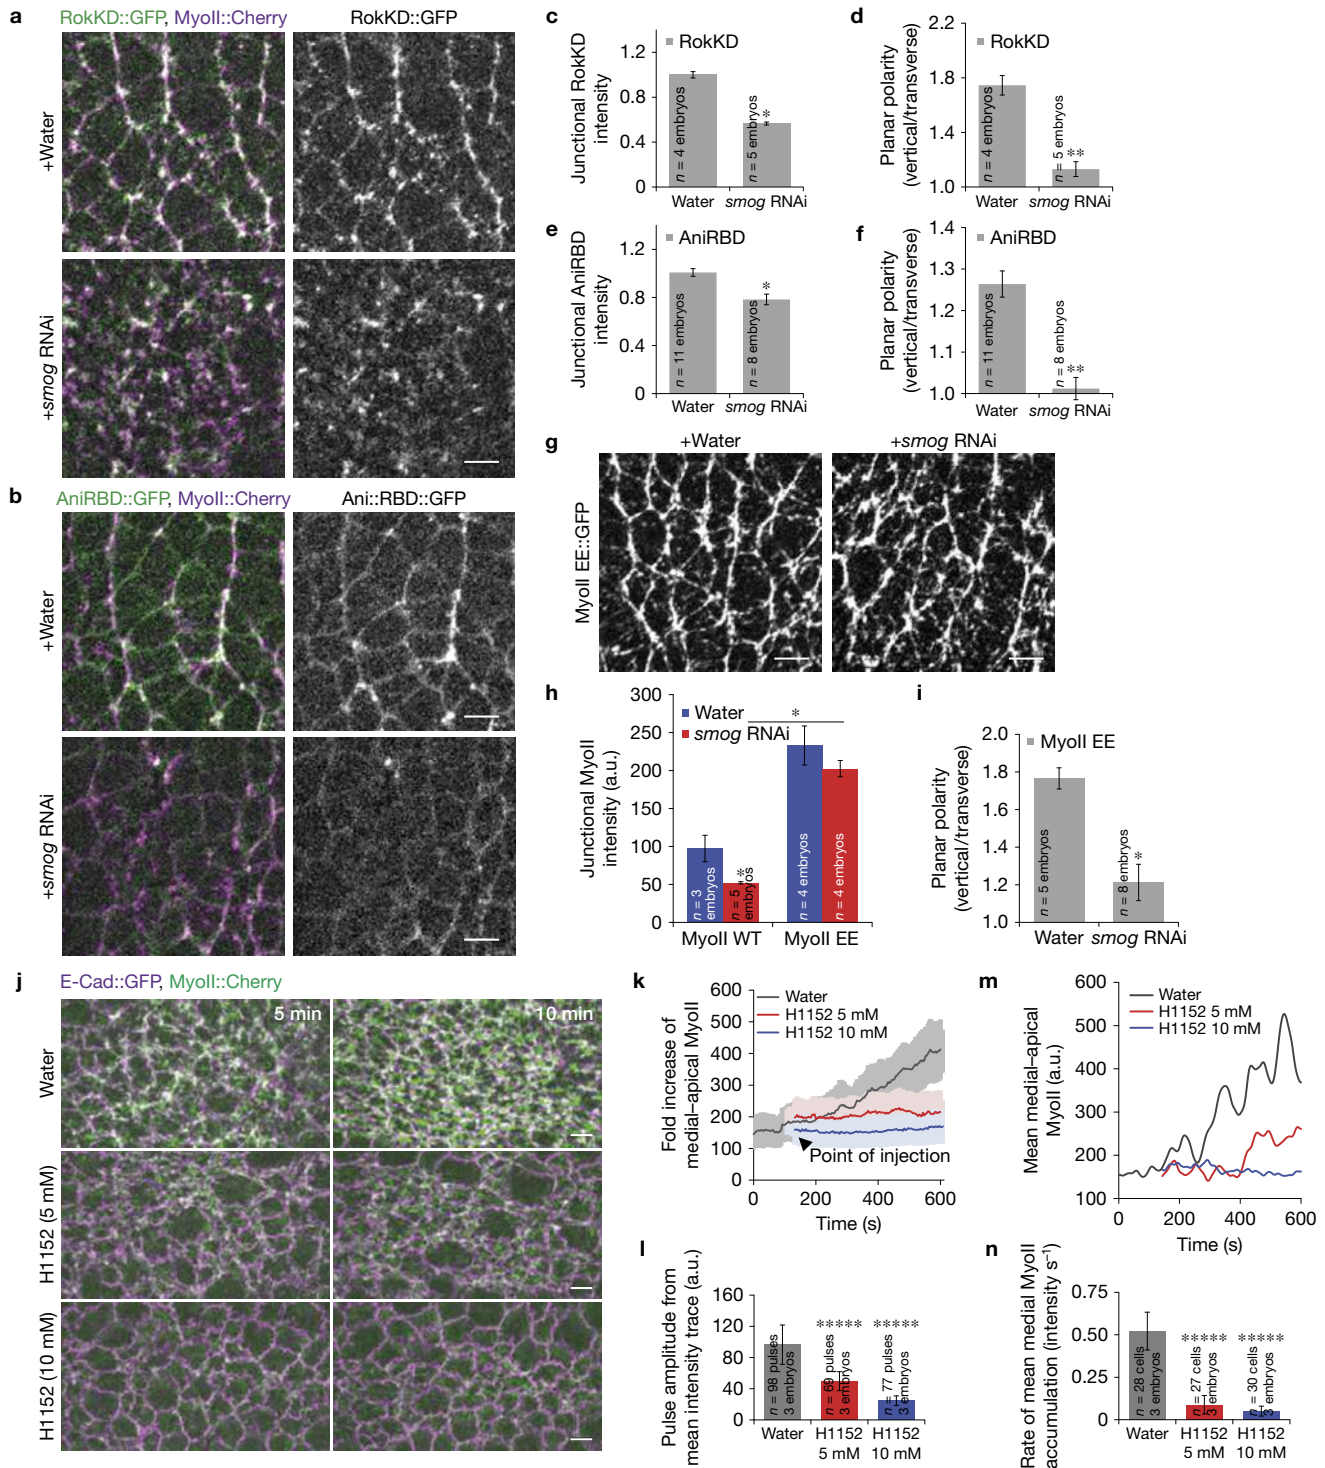 a
RokKD::GFP, MyoII::Cherry
RokKD::GFP
+Water
+smog RNAi
b
AniRBD::GFP, MyoII::Cherry
Ani::RBD::GFP
+Water
+smog RNAi
c
Junctional RokKD
intensity
1.2
0.8
0.4
0
RokKD
n = 4 embryos
n = 5 embryos
*
Water
smog RNAi
d
Planar polarity
(vertical/transverse)
2.2
1.8
1.4
1.0
RokKD
n = 4 embryos
n = 5 embryos
**
Water
smog RNAi
e
Junctional AniRBD
intensity
1.2
0.8
0.4
0
AniRBD
n = 11 embryos
n = 8 embryos
*
Water
smog RNAi
f
Planar polarity
(vertical/transverse)
1.4
1.3
1.2
1.1
1.0
AniRBD
n = 11 embryos
n = 8 embryos
**
Water
smog RNAi
g
+Water
+smog RNAi
MyoII EE::GFP
h
Junctional MyoII
intensity (a.u.)
300
250
200
150
100
50
0
Water
smog RNAi
*
n = 3
embryos
*
n = 5
embryos
n = 4 embryos
n = 4 embryos
MyoII WT
MyoII EE
i
Planar polarity
(vertical/transverse)
2.0
1.8
1.6
1.4
1.2
1.0
MyoII EE
n = 5 embryos
n = 8 embryos
*
Water
smog RNAi
j
E-Cad::GFP, MyoII::Cherry
5 min
10 min
Water
H1152 (5 mM)
H1152 (10 mM)
k
Fold increase of
medial–apical MyoII
600
500
400
300
200
100
0
Water
H1152 5 mM
H1152 10 mM
Point of injection
0
200
400
600
Time (s)
m
Mean medial–apical
MyoII (a.u.)
600
500
400
300
200
100
Water
H1152 5 mM
H1152 10 mM
0
200
400
600
Time (s)
l
Pulse amplitude from
mean intensity trace (a.u.)
160
120
80
40
0
n = 98 pulses
3 embryos
*****
n = 69 pulses
3 embryos
*****
n = 77 pulses
3 embryos
Water
H1152
5 mM
H1152
10 mM
n
Rate of mean medial MyoII
accumulation (intensity s⁻¹)
0.75
0.50
0.25
0
n = 28 cells
3 embryos
*****
n = 27 cells
3 embryos
*****
n = 30 cells
3 embryos
Water
H1152
5 mM
H1152
10 mM